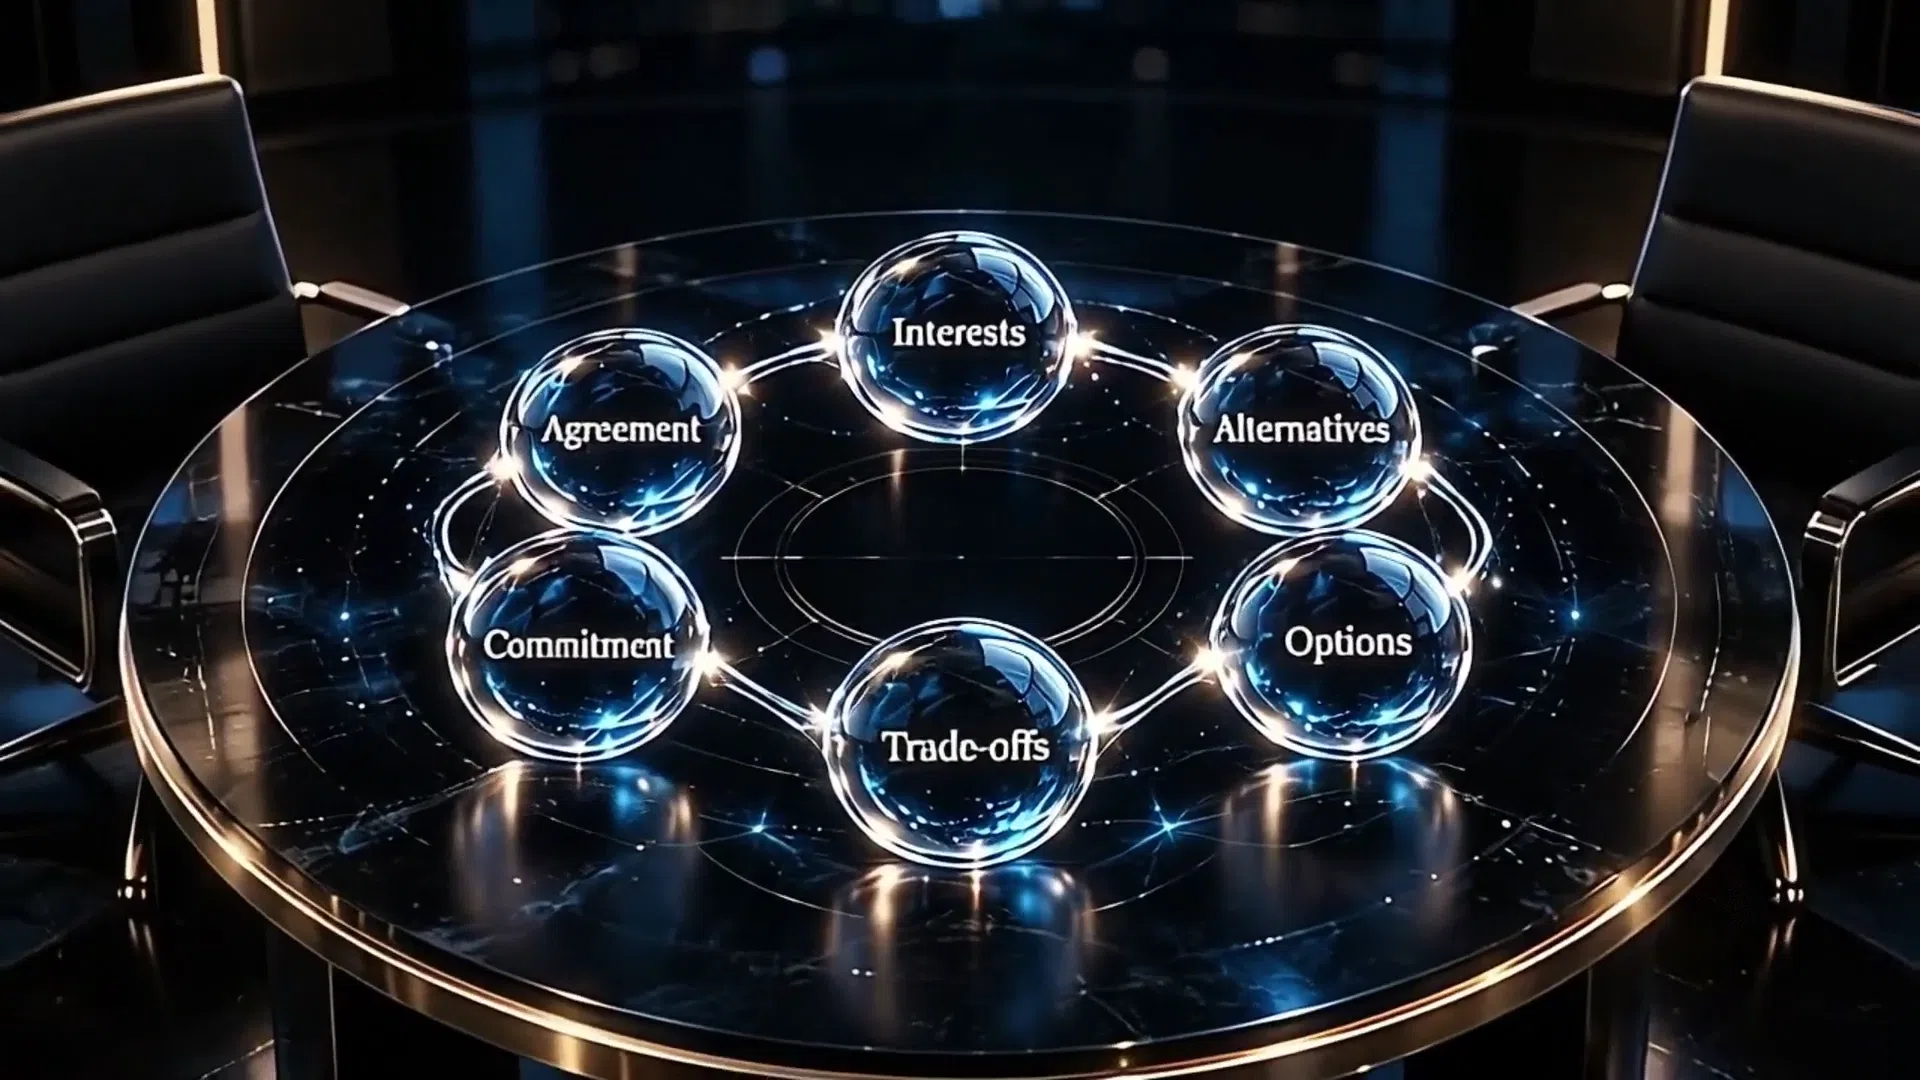 Interests
Agreement
Alternatives
Commitment
Options
Trade-offs